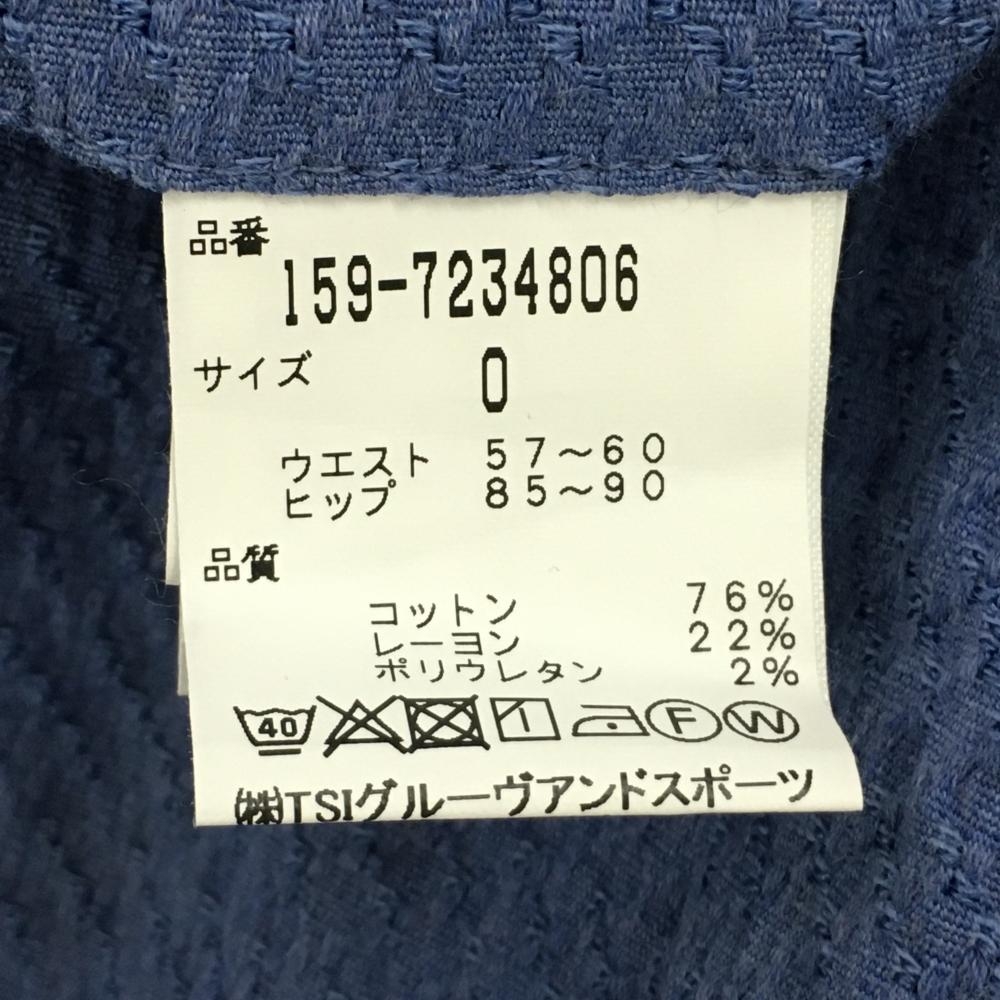 品番
159-7234806
サイズ 0
ウエスト 57~60
ヒップ 85~90
品質
コットン 76%
レーヨン 22%
ポリウレタン 2%
40 F W
㈱TSIグルーヴアンドスポーツ